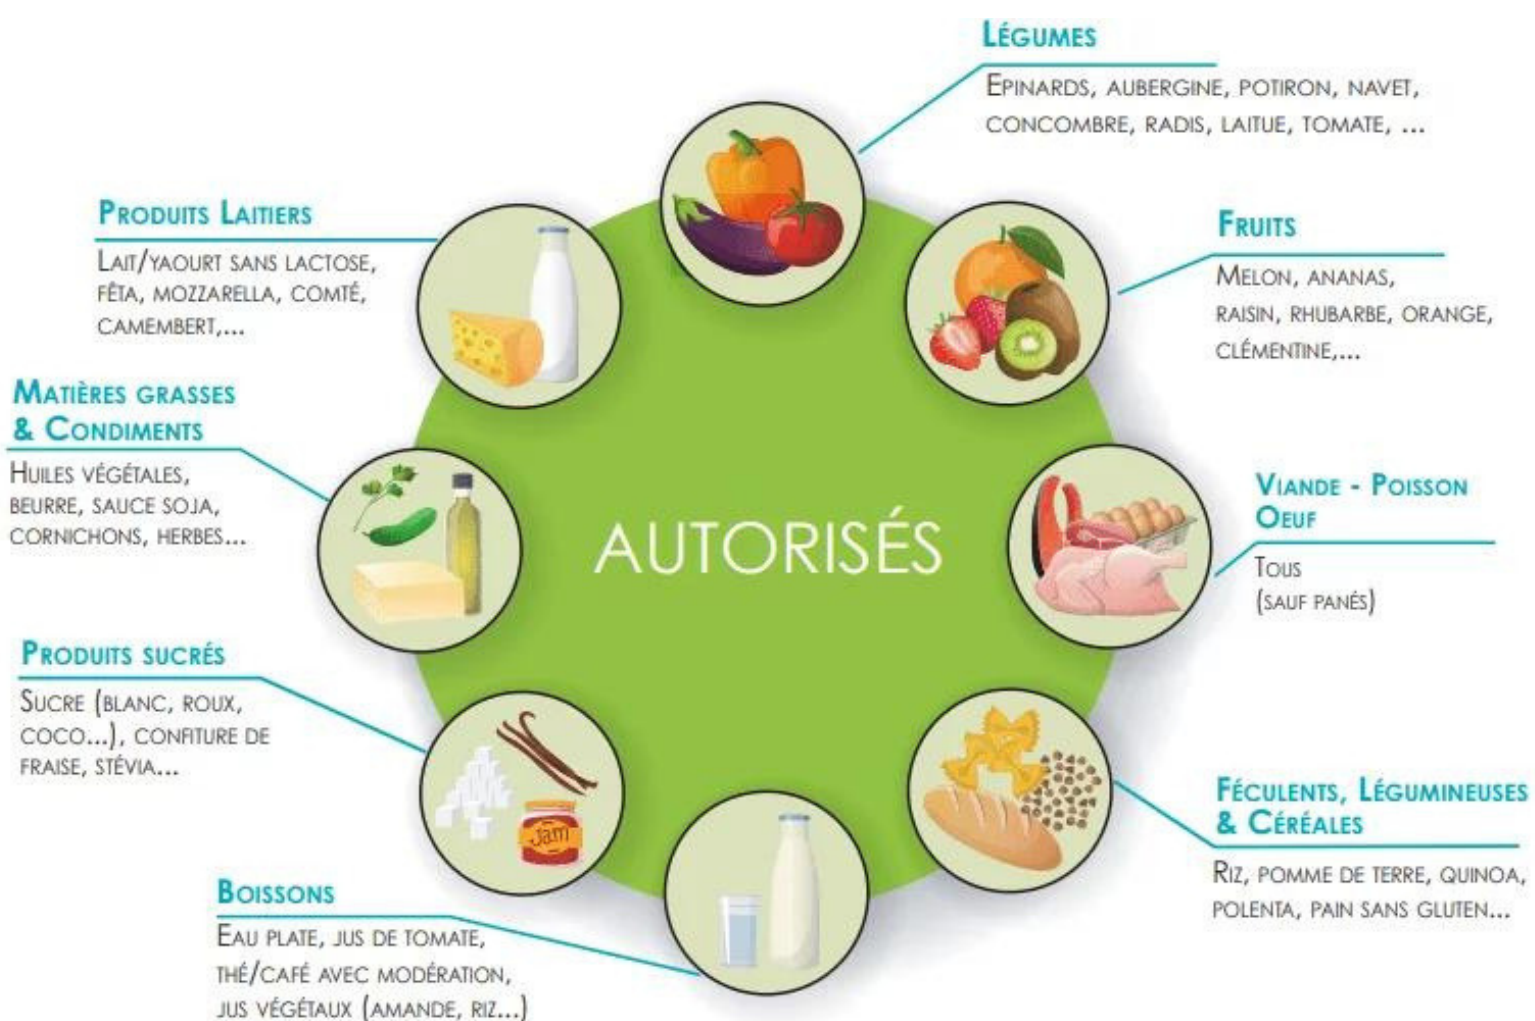 LÉGUMES
EPINARDS, AUBERGINE, POTIRON, NAVET,
CONCOMBRE, RADIS, LAITUE, TOMATE, ...
FRUITS
MELON, ANANAS,
RAISIN, RHUBARBE, ORANGE,
CLÉMENTINE,...
VIANDE - POISSON
OEUF
TOUS
(SAUF PANÉS)
FÉCULENTS, LÉGUMINEUSES
& CÉRÉALES
RIZ, POMME DE TERRE, QUINOA,
POLENTA, PAIN SANS GLUTEN...
BOISSONS
EAU PLATE, JUS DE TOMATE,
THÉ/CAFÉ AVEC MODÉRATION,
JUS VÉGÉTAUX (AMANDE, RIZ...)
PRODUITS SUCRÉS
SUCRE (BLANC, ROUX,
COCO...), CONFITURE DE
FRAISE, STÉVIA...
Jam
MATIÈRES GRASSES
& CONDIMENTS
HUILES VÉGÉTALES,
BEURRE, SAUCE SOJA,
CORNICHONS, HERBES...
PRODUITS LAITIERS
LAIT/YAOURT SANS LACTOSE,
FÊTA, MOZZARELLA, COMTÉ,
CAMEMBERT,...
AUTORISÉS